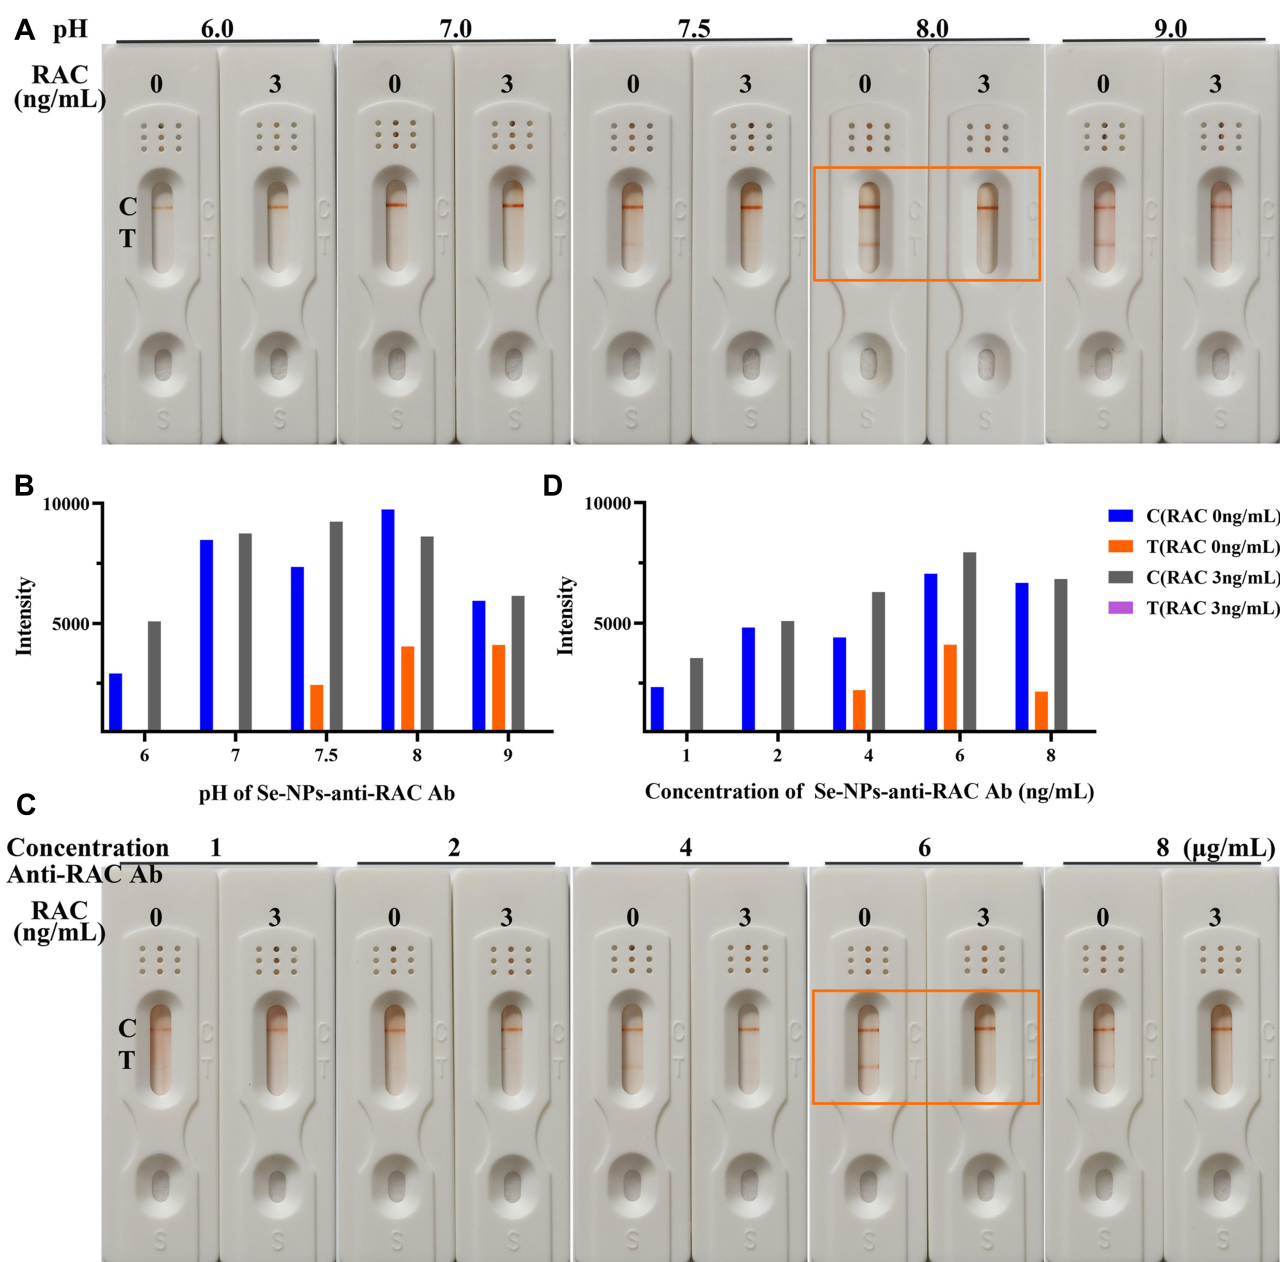 A pH 6.0 7.0 7.5 8.0 9.0
RAC
(ng/mL) 0 3 0 3 0 3 0 3 0 3
C C C C C C
T T T T T T
S S S S S S S S S S
B
10000
5000
Intensity
6 7 7.5 8 9
pH of Se-NPs-anti-RAC Ab
D
10000
5000
Intensity
1 2 4 6 8
Concentration of Se-NPs-anti-RAC Ab (ng/mL)
C(RAC 0ng/mL)
T(RAC 0ng/mL)
C(RAC 3ng/mL)
T(RAC 3ng/mL)
C
Concentration 1 2 4 6 8 (μg/mL)
Anti-RAC Ab
RAC
(ng/mL) 0 3 0 3 0 3 0 3 0 3
C C C C C C
T T T T T T
S S S S S S S S S S